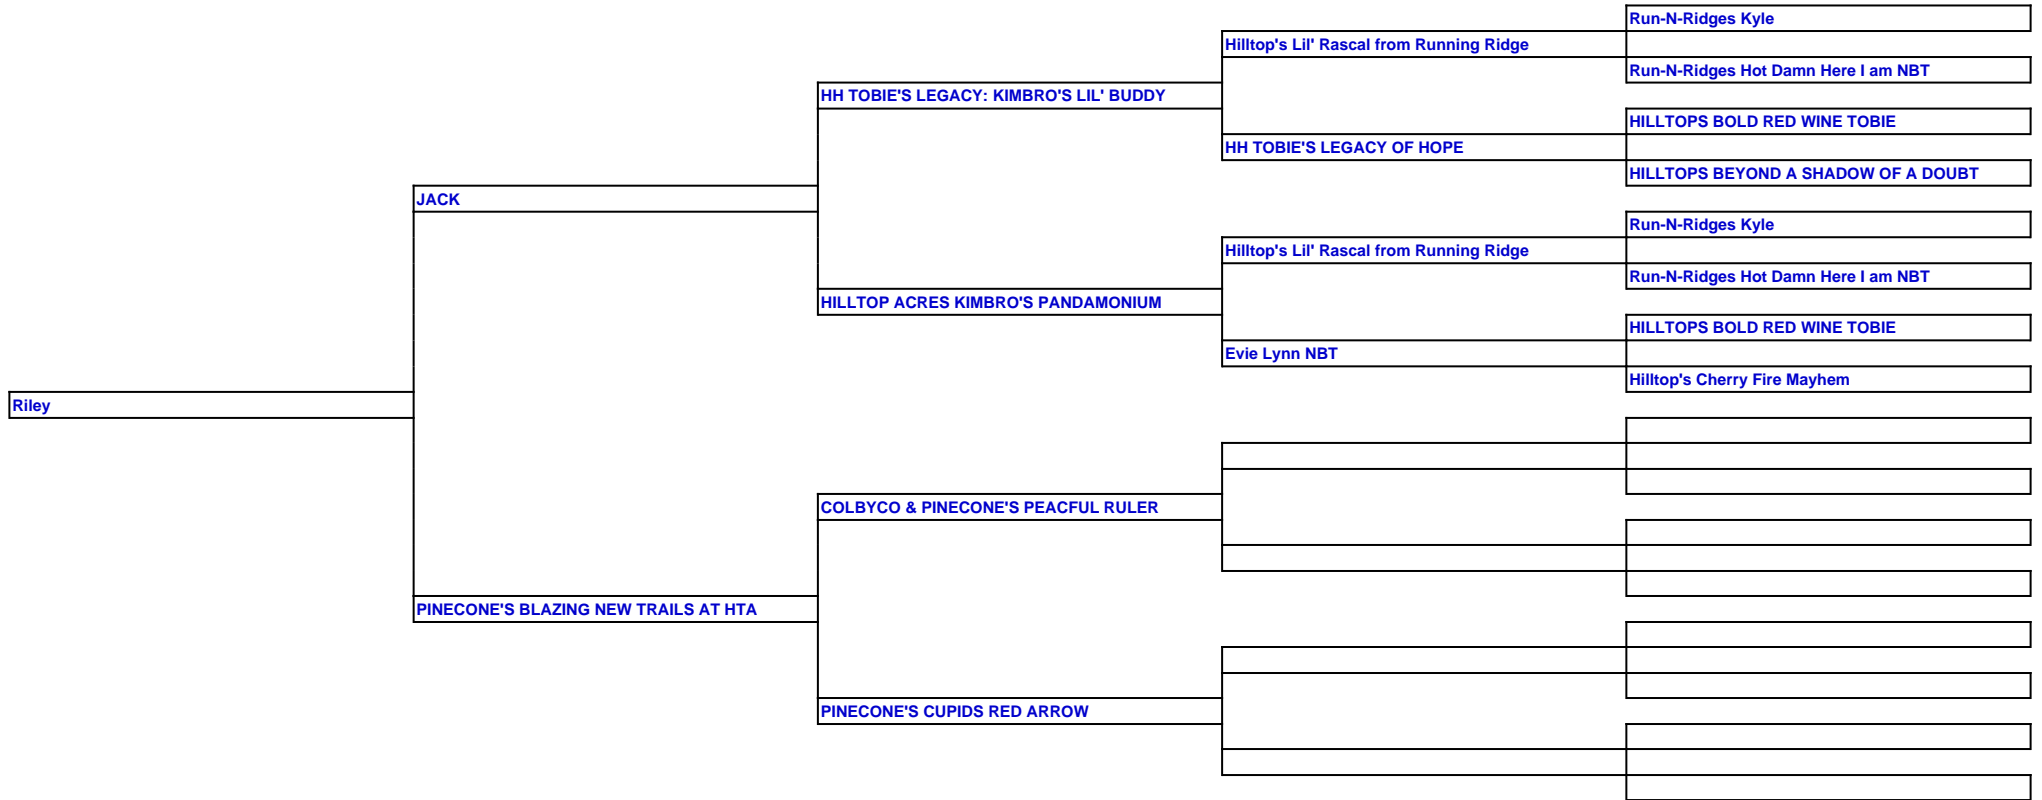 Run-N-Ridges Kyle
Hilltop's Lil' Rascal from Running Ridge
Run-N-Ridges Hot Damn Here I am NBT
HH TOBIE'S LEGACY: KIMBRO'S LIL' BUDDY
HILLTOPS BOLD RED WINE TOBIE
HH TOBIE'S LEGACY OF HOPE
HILLTOPS BEYOND A SHADOW OF A DOUBT
JACK
Run-N-Ridges Kyle
Hilltop's Lil' Rascal from Running Ridge
Run-N-Ridges Hot Damn Here I am NBT
HILLTOP ACRES KIMBRO'S PANDAMONIUM
HILLTOPS BOLD RED WINE TOBIE
Evie Lynn NBT
Hilltop's Cherry Fire Mayhem
Riley
COLBYCO & PINECONE'S PEACFUL RULER
PINECONE'S BLAZING NEW TRAILS AT HTA
PINECONE'S CUPIDS RED ARROW